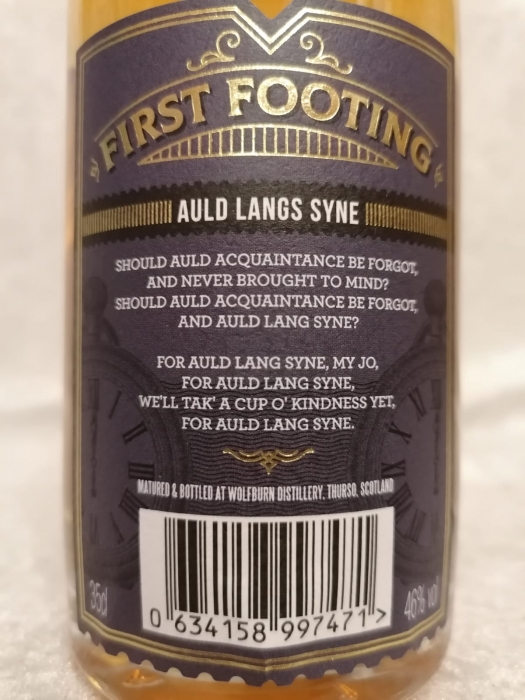 FIRST FOOTING
AULD LANGS SYNE
SHOULD AULD ACQUAINTANCE BE FORGOT,
AND NEVER BROUGHT TO MIND?
SHOULD AULD ACQUAINTANCE BE FORGOT,
AND AULD LANG SYNE?
FOR AULD LANG SYNE, MY JO,
FOR AULD LANG SYNE,
WE'LL TAK' A CUP O' KINDNESS YET,
FOR AULD LANG SYNE.
MATURED & BOTTLED AT WOLFBURN DISTILLERY, THURSO, SCOTLAND
35cl
46% vol
0 634158 997471 >